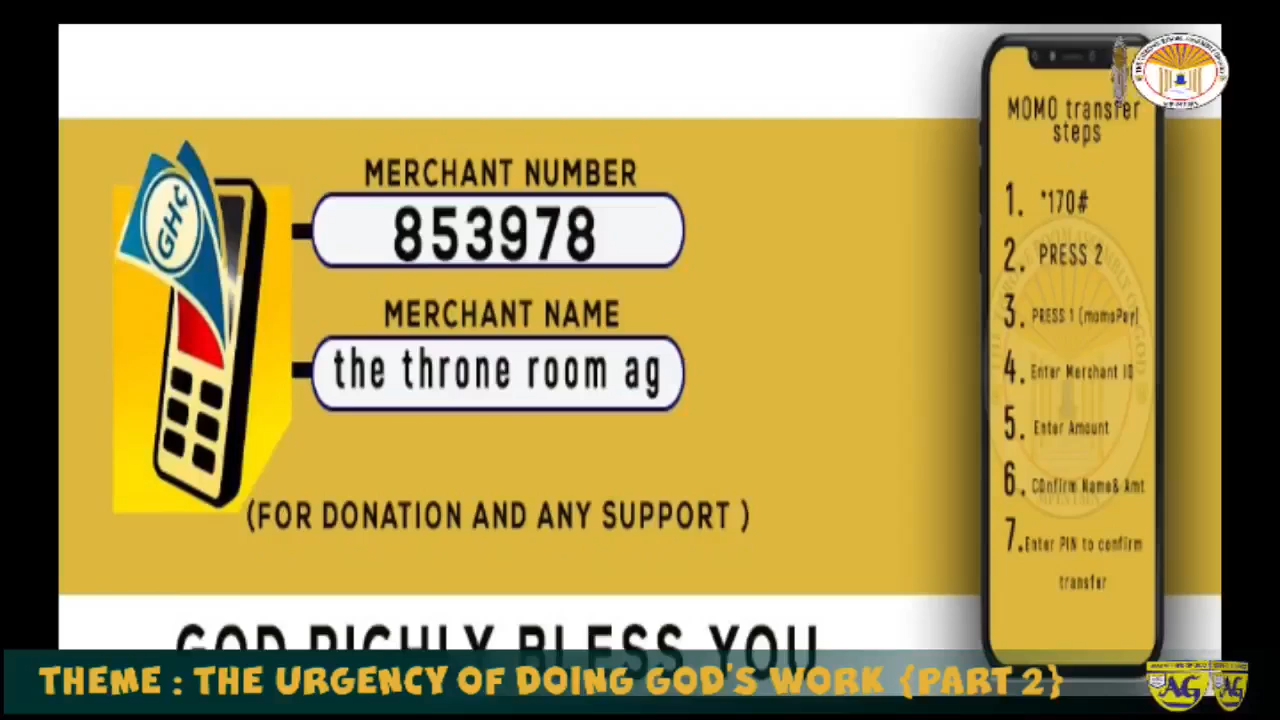 MERCHANT NUMBER
853978
MERCHANT NAME
the throne room ag
(FOR DONATION AND ANY SUPPORT )
GOD RICHLY BLESS YOU
GH¢
MOMO transfer
steps
1. *170#
2. PRESS 2
3. PRESS 1 (momoPay)
4. Enter Merchant ID
5. Enter Amount
6. COnfirm Name& Amt
7. Enter PIN to confirm
transfer
THEME : THE URGENCY OF DOING GOD'S WORK {PART 2}
AG
AG